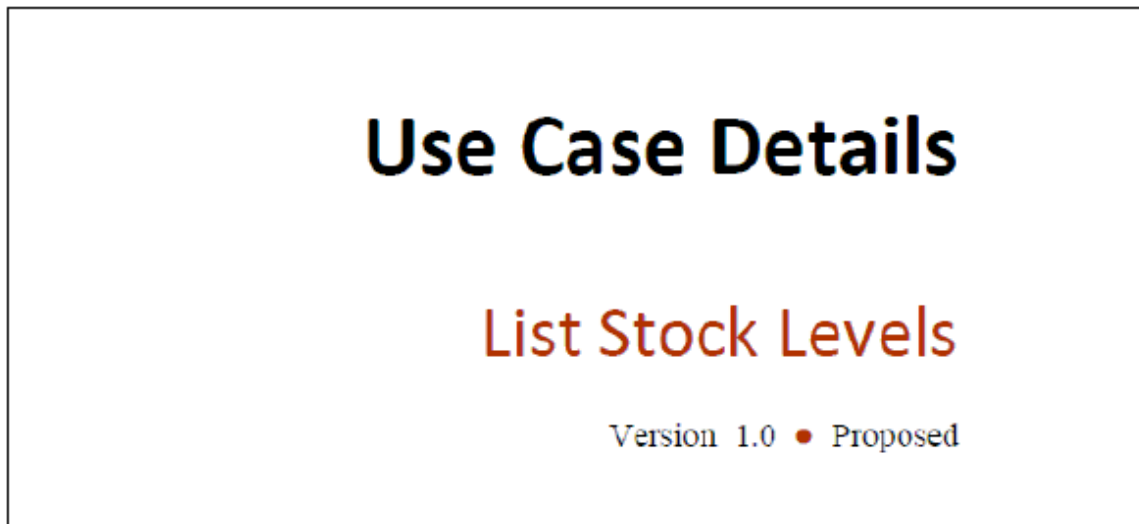 Use Case Details
List Stock Levels
Version 1.0 ● Proposed